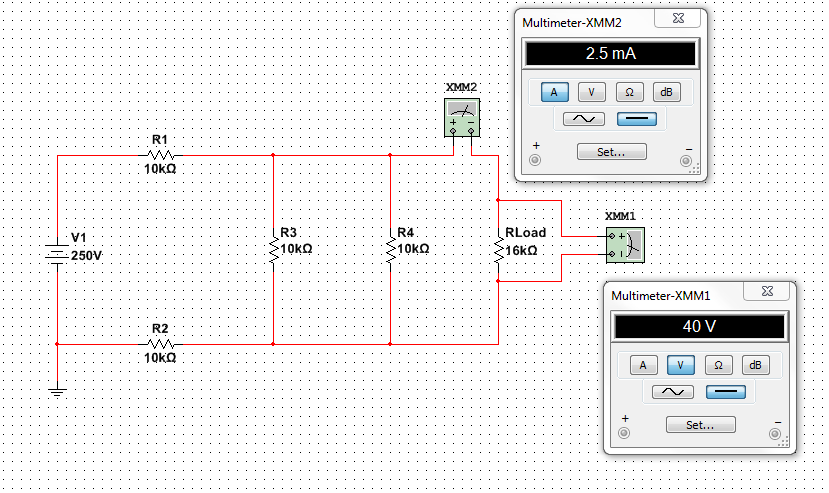 Multimeter-XMM2
2.5 mA
A V Ω dB
+ −
Set...
XMM2
+ −
R1
10kΩ
V1
250V
R3
10kΩ
R4
10kΩ
RLoad
16kΩ
XMM1
+
R2
10kΩ
Multimeter-XMM1
40 V
A V Ω dB
+ −
Set...